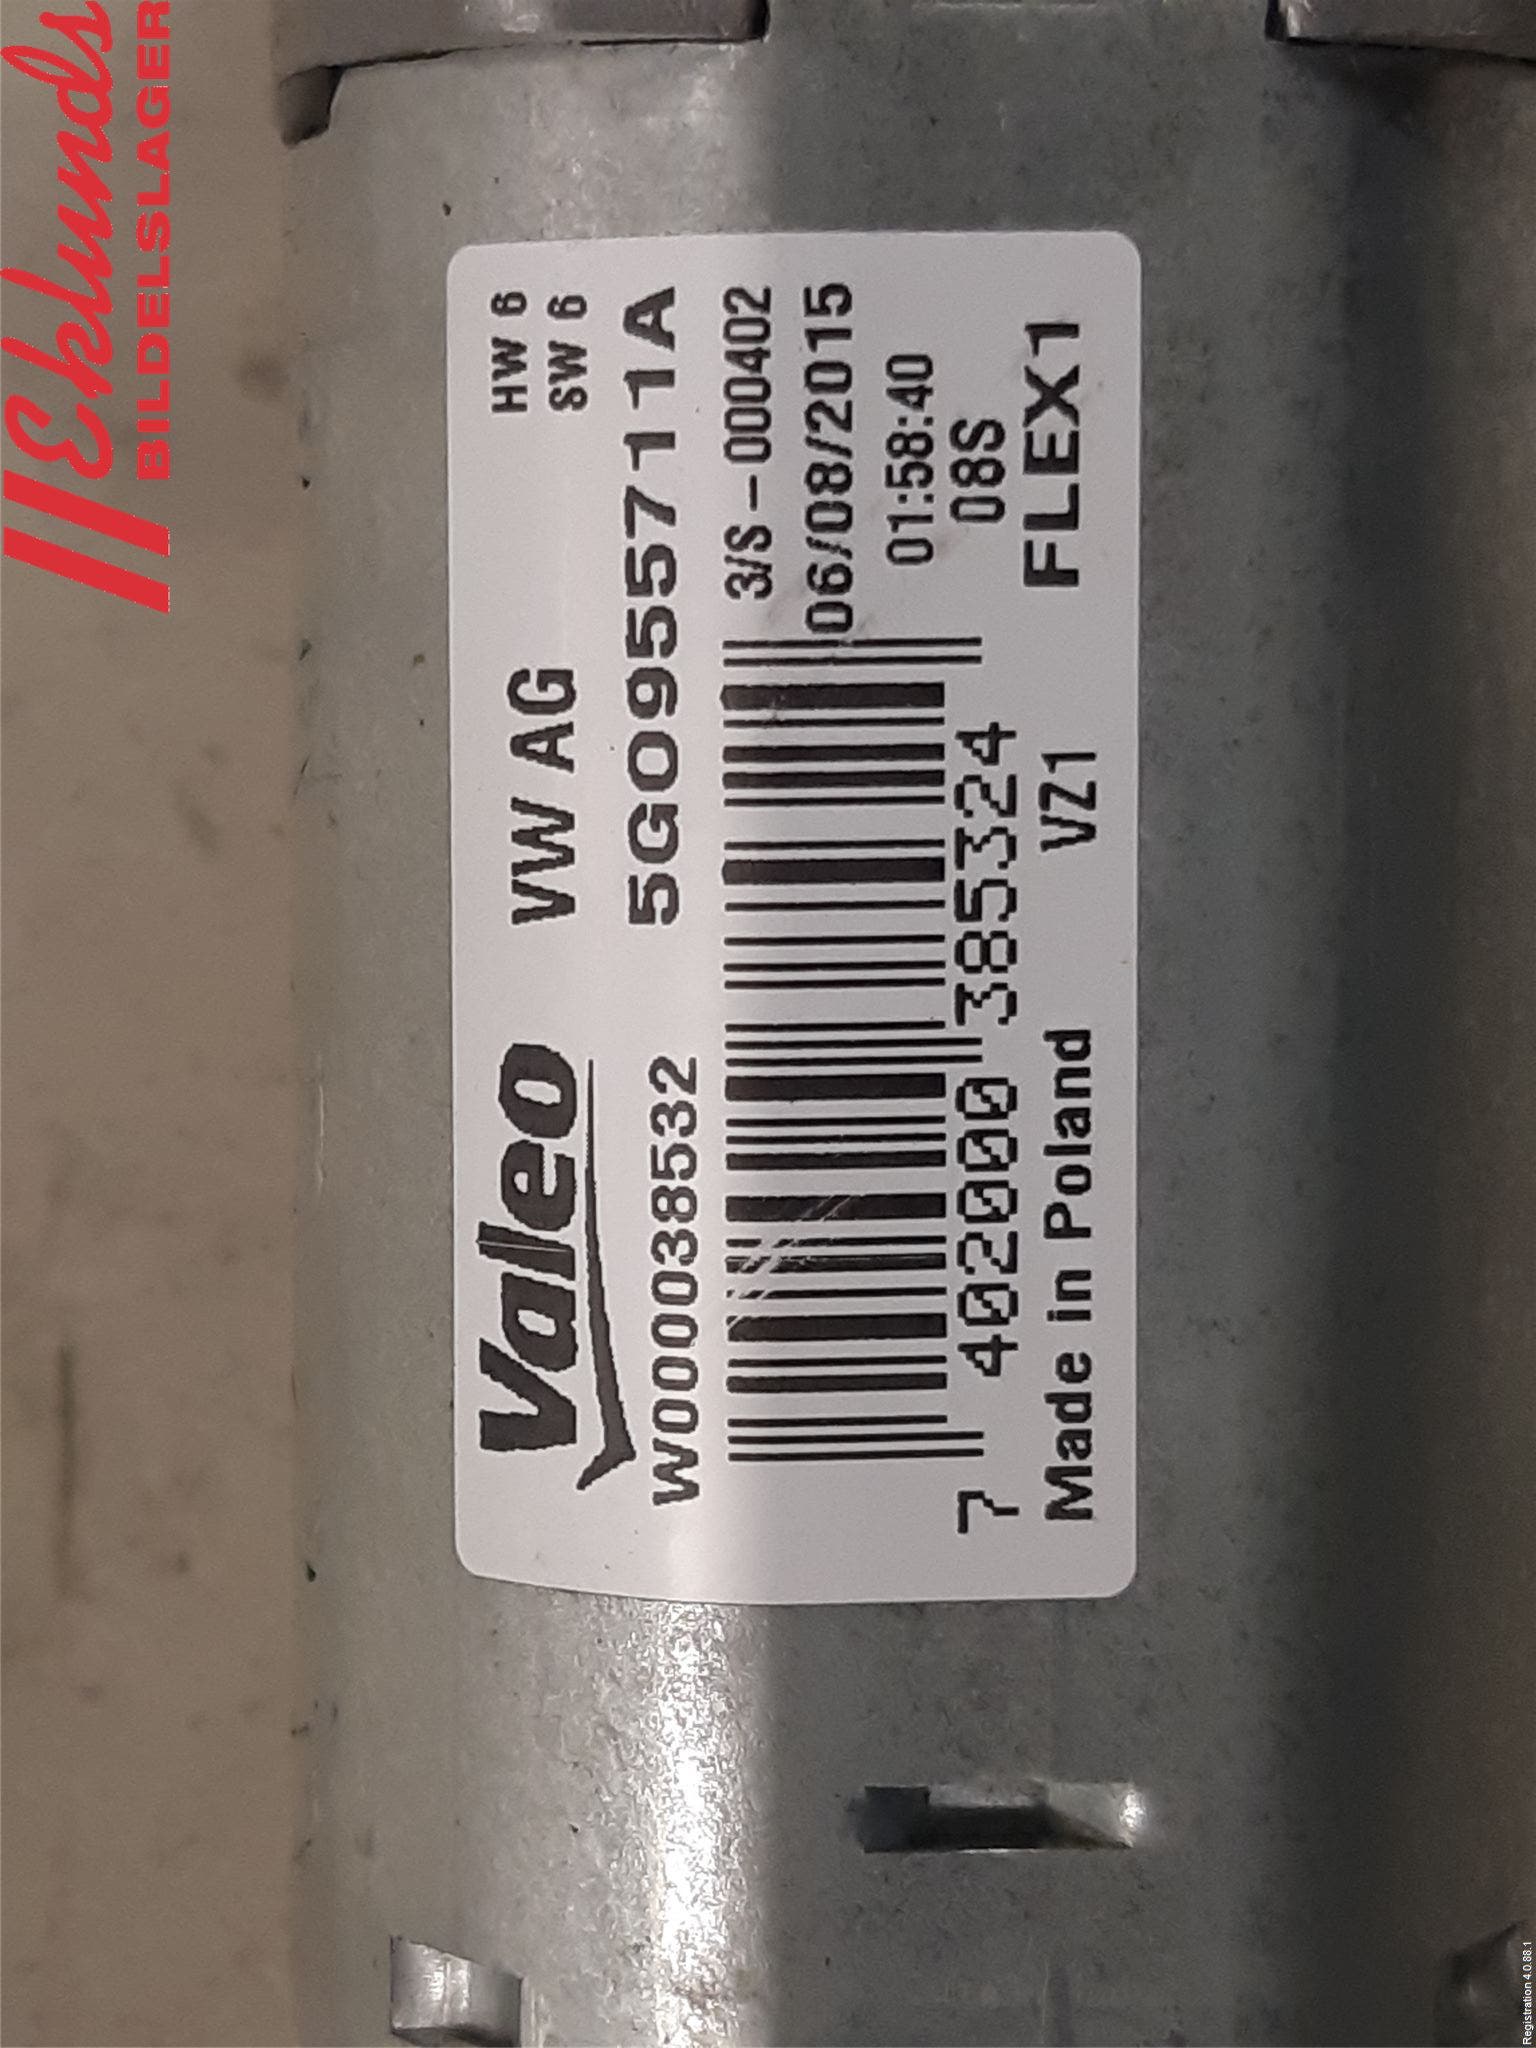 Eklunds
BILDELSLAGER
Valeo
VW AG
HW 6
SW 6
W000038532
5G0955711A
3/S-000402
06/08/2015
01:58:40
08S
7 402000 385324
FLEX1
Made in Poland
VZ1
Registration 4.0.88.1